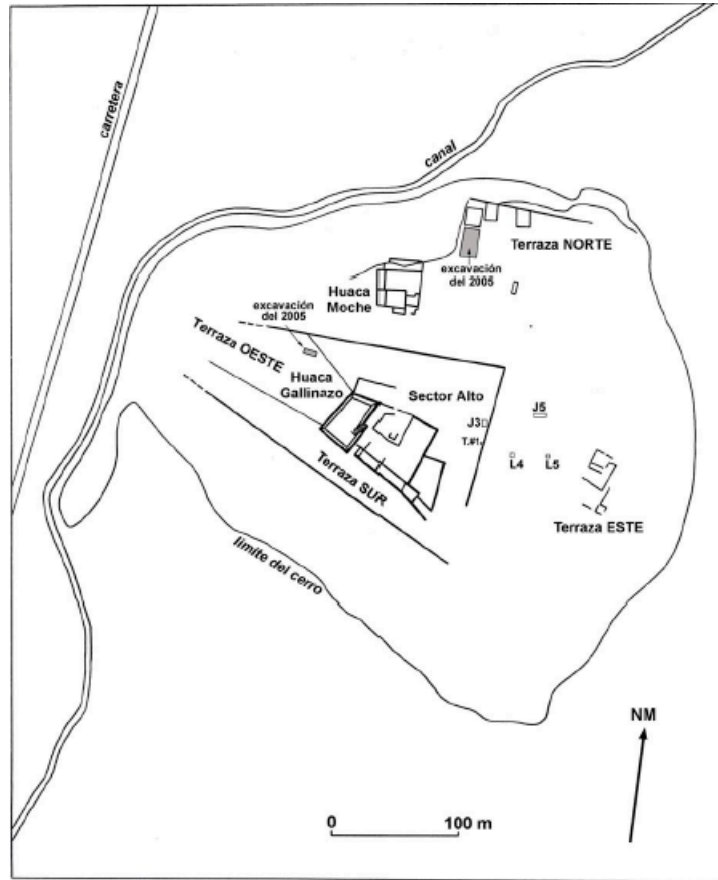 carretera
canal
Terraza NORTE
excavación
del 2005
Huaca
Moche
excavación
del 2005
Terraza OESTE
Huaca
Gallinazo
Sector Alto
J3
J5
T.#1
L4
L5
Terraza SUR
Terraza ESTE
límite del cerro
NM
0 100 m